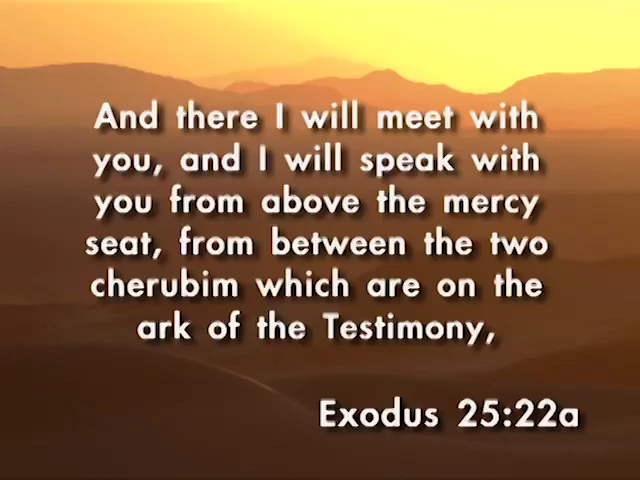 And there I will meet with
you, and I will speak with
you from above the mercy
seat, from between the two
cherubim which are on the
ark of the Testimony,
Exodus 25:22a